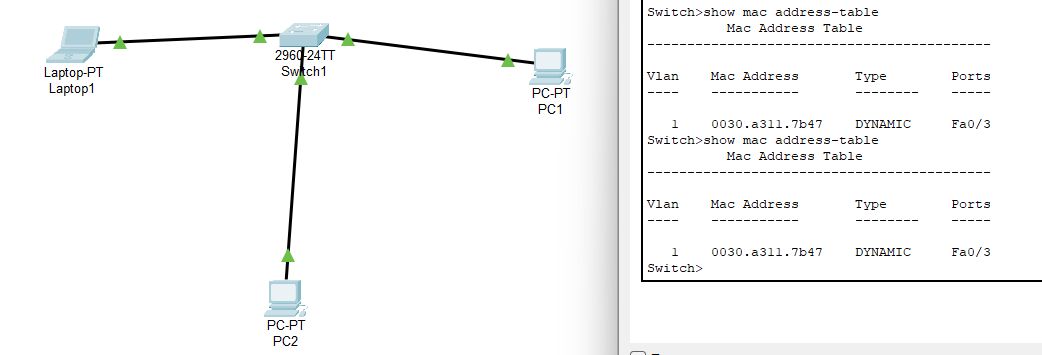 Laptop-PT
Laptop1
2960-24TT
Switch1
PC-PT
PC1
PC-PT
PC2
Switch>show mac address-table
Mac Address Table
-------------------------------------------
Vlan Mac Address Type Ports
---- ----------- -------- -----
1 0030.a311.7b47 DYNAMIC Fa0/3
Switch>show mac address-table
Mac Address Table
-------------------------------------------
Vlan Mac Address Type Ports
---- ----------- -------- -----
1 0030.a311.7b47 DYNAMIC Fa0/3
Switch>